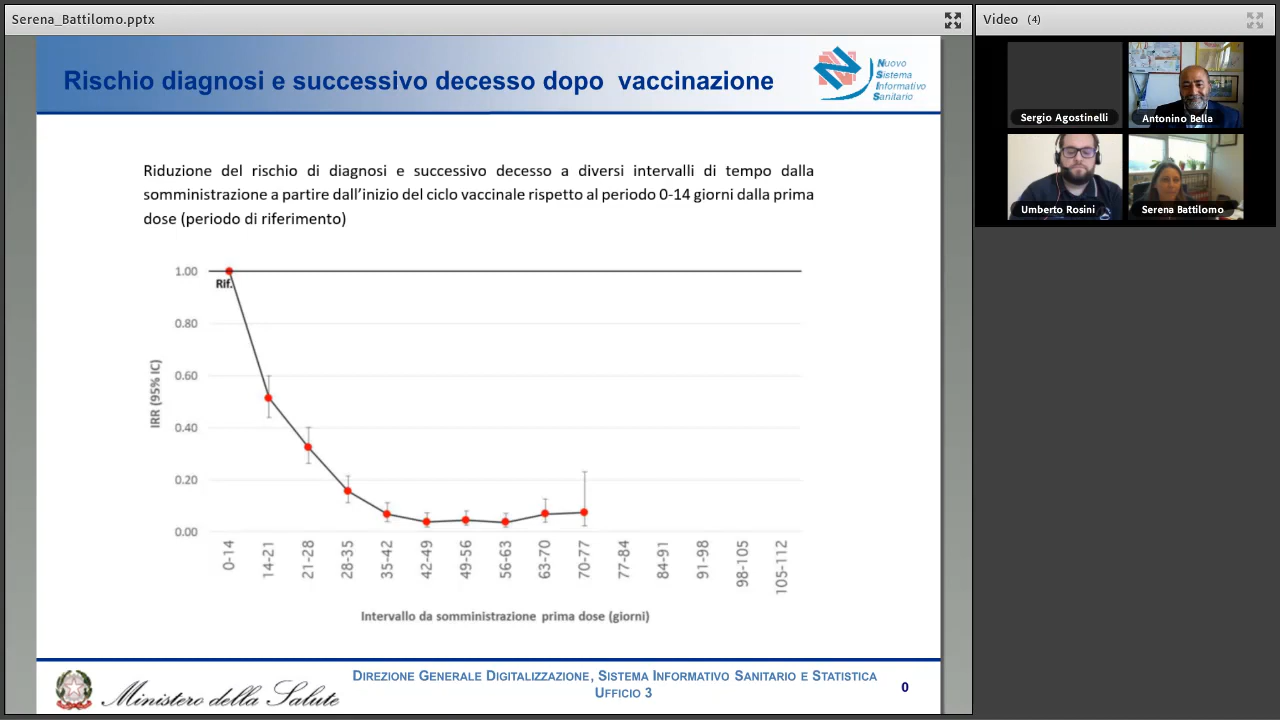 Serena_Battilomo.pptx
Rischio diagnosi e successivo decesso dopo vaccinazione
Nuovo
Sistema
Informativo
Sanitario
Riduzione del rischio di diagnosi e successivo decesso a diversi intervalli di tempo dalla
somministrazione a partire dall’inizio del ciclo vaccinale rispetto al periodo 0-14 giorni dalla prima
dose (periodo di riferimento)
1.00
Rif.
0.80
0.60
0.40
0.20
0.00
IRR (95% IC)
0-14
14-21
21-28
28-35
35-42
42-49
49-56
56-63
63-70
70-77
77-84
84-91
91-98
98-105
105-112
Intervallo da somministrazione prima dose (giorni)
Ministero della Salute
DIREZIONE GENERALE DIGITALIZZAZIONE, SISTEMA INFORMATIVO SANITARIO E STATISTICA
UFFICIO 3
0
Video (4)
Sergio Agostinelli
Antonino Bella
Umberto Rosini
Serena Battilomo